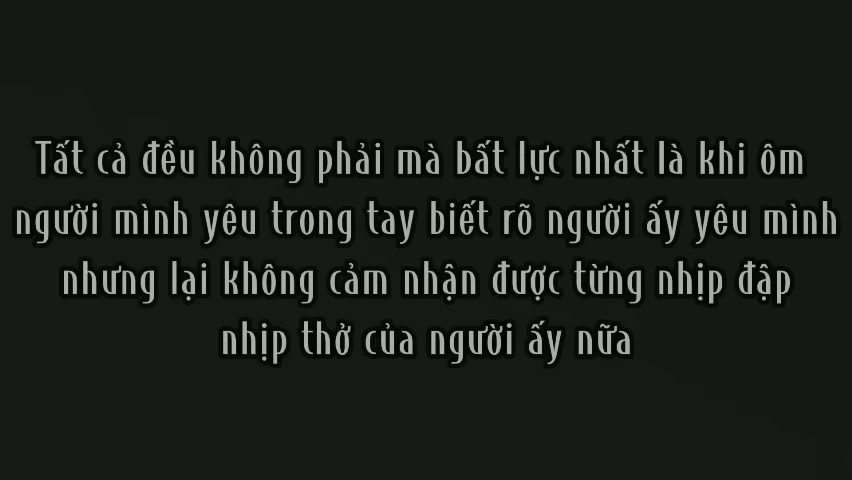 Tất cả đều không phải mà bất lực nhất là khi ôm
người mình yêu trong tay biết rõ người ấy yêu mình
nhưng lại không cảm nhận được từng nhịp đập
nhịp thở của người ấy nữa